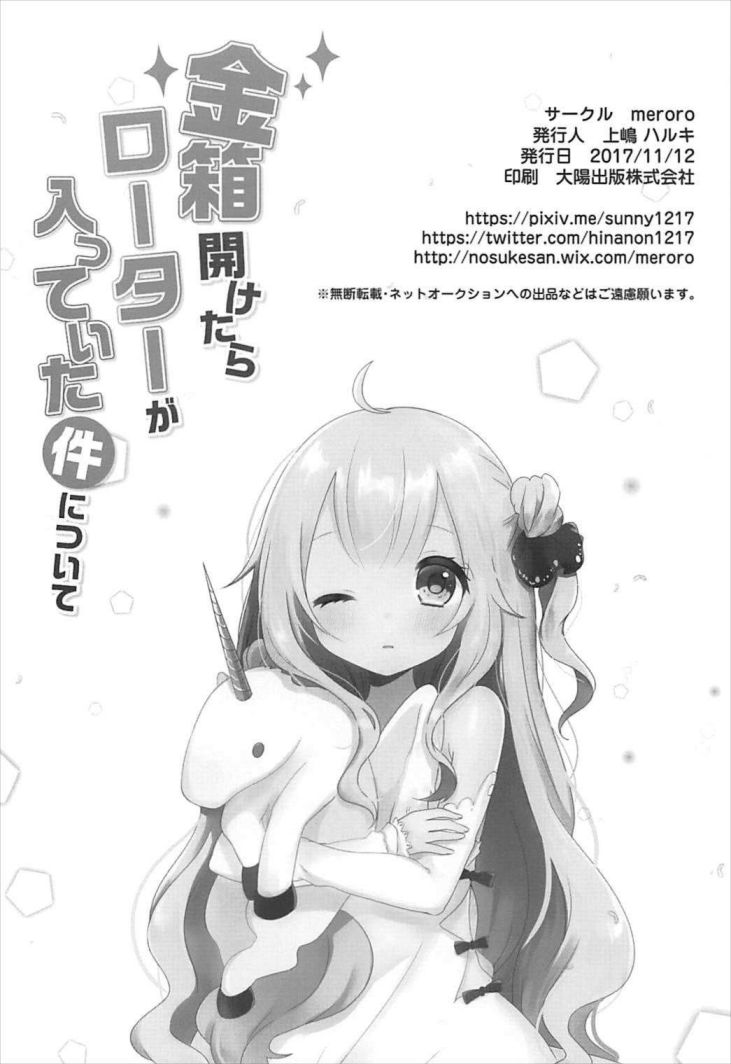 金箱開けたら
ローターが
入っていた件について
サークル　meroro
発行人　上嶋 ハルキ
発行日　2017/11/12
印刷　大陽出版株式会社
https://pixiv.me/sunny1217
https://twitter.com/hinanon1217
http://nosukesan.wix.com/meroro
※無断転載・ネットオークションへの出品などはご遠慮願います。